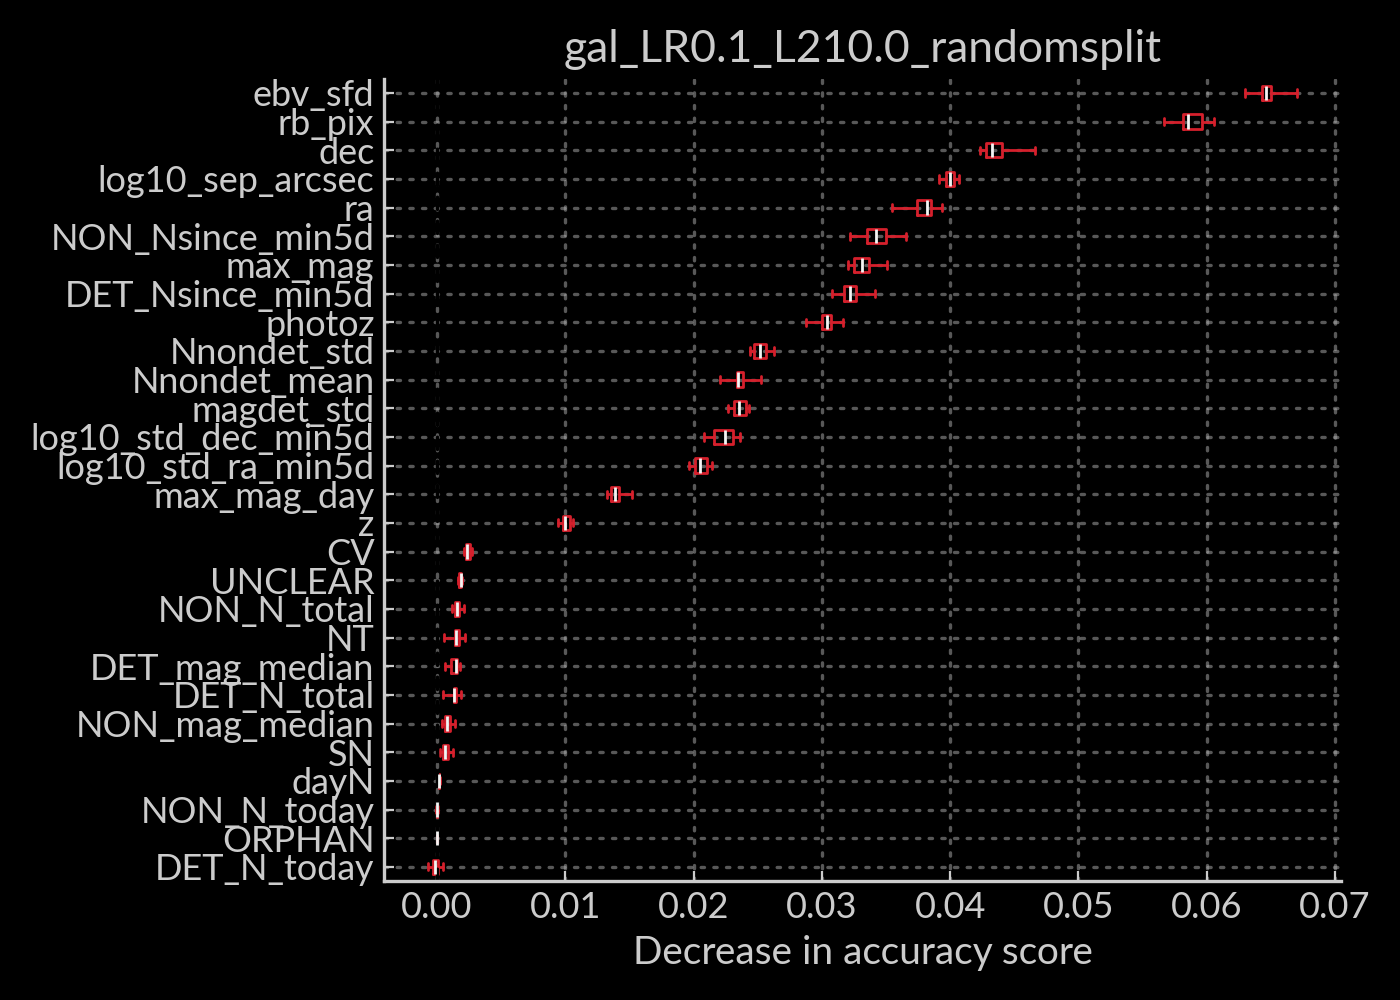 gal_LR0.1_L210.0_randomsplit
ebv_sfd
rb_pix
dec
log10_sep_arcsec
ra
NON_Nsince_min5d
max_mag
DET_Nsince_min5d
photoz
Nnondet_std
Nnondet_mean
magdet_std
log10_std_dec_min5d
log10_std_ra_min5d
max_mag_day
z
CV
UNCLEAR
NON_N_total
NT
DET_mag_median
DET_N_total
NON_mag_median
SN
dayN
NON_N_today
ORPHAN
DET_N_today
0.00 0.01 0.02 0.03 0.04 0.05 0.06 0.07
Decrease in accuracy score